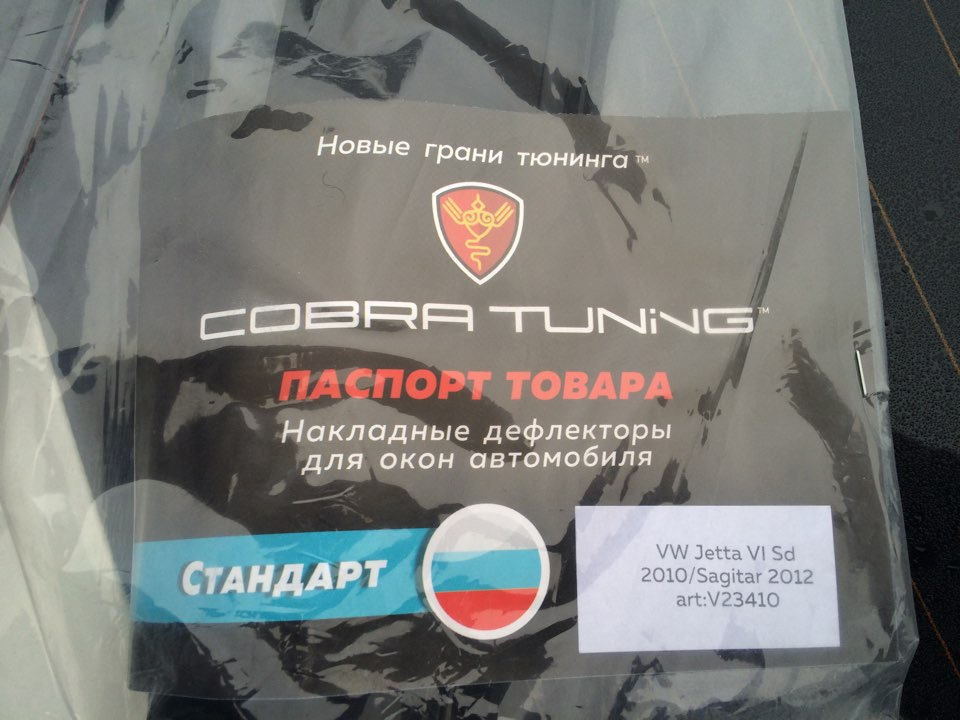 Новые грани тюнинга™
COBRA TUNiNG™
ПАСПОРТ ТОВАРА
Накладные дефлекторы
для окон автомобиля
СТАНДАРТ
VW Jetta VI Sd
2010/Sagitar 2012
art:V23410